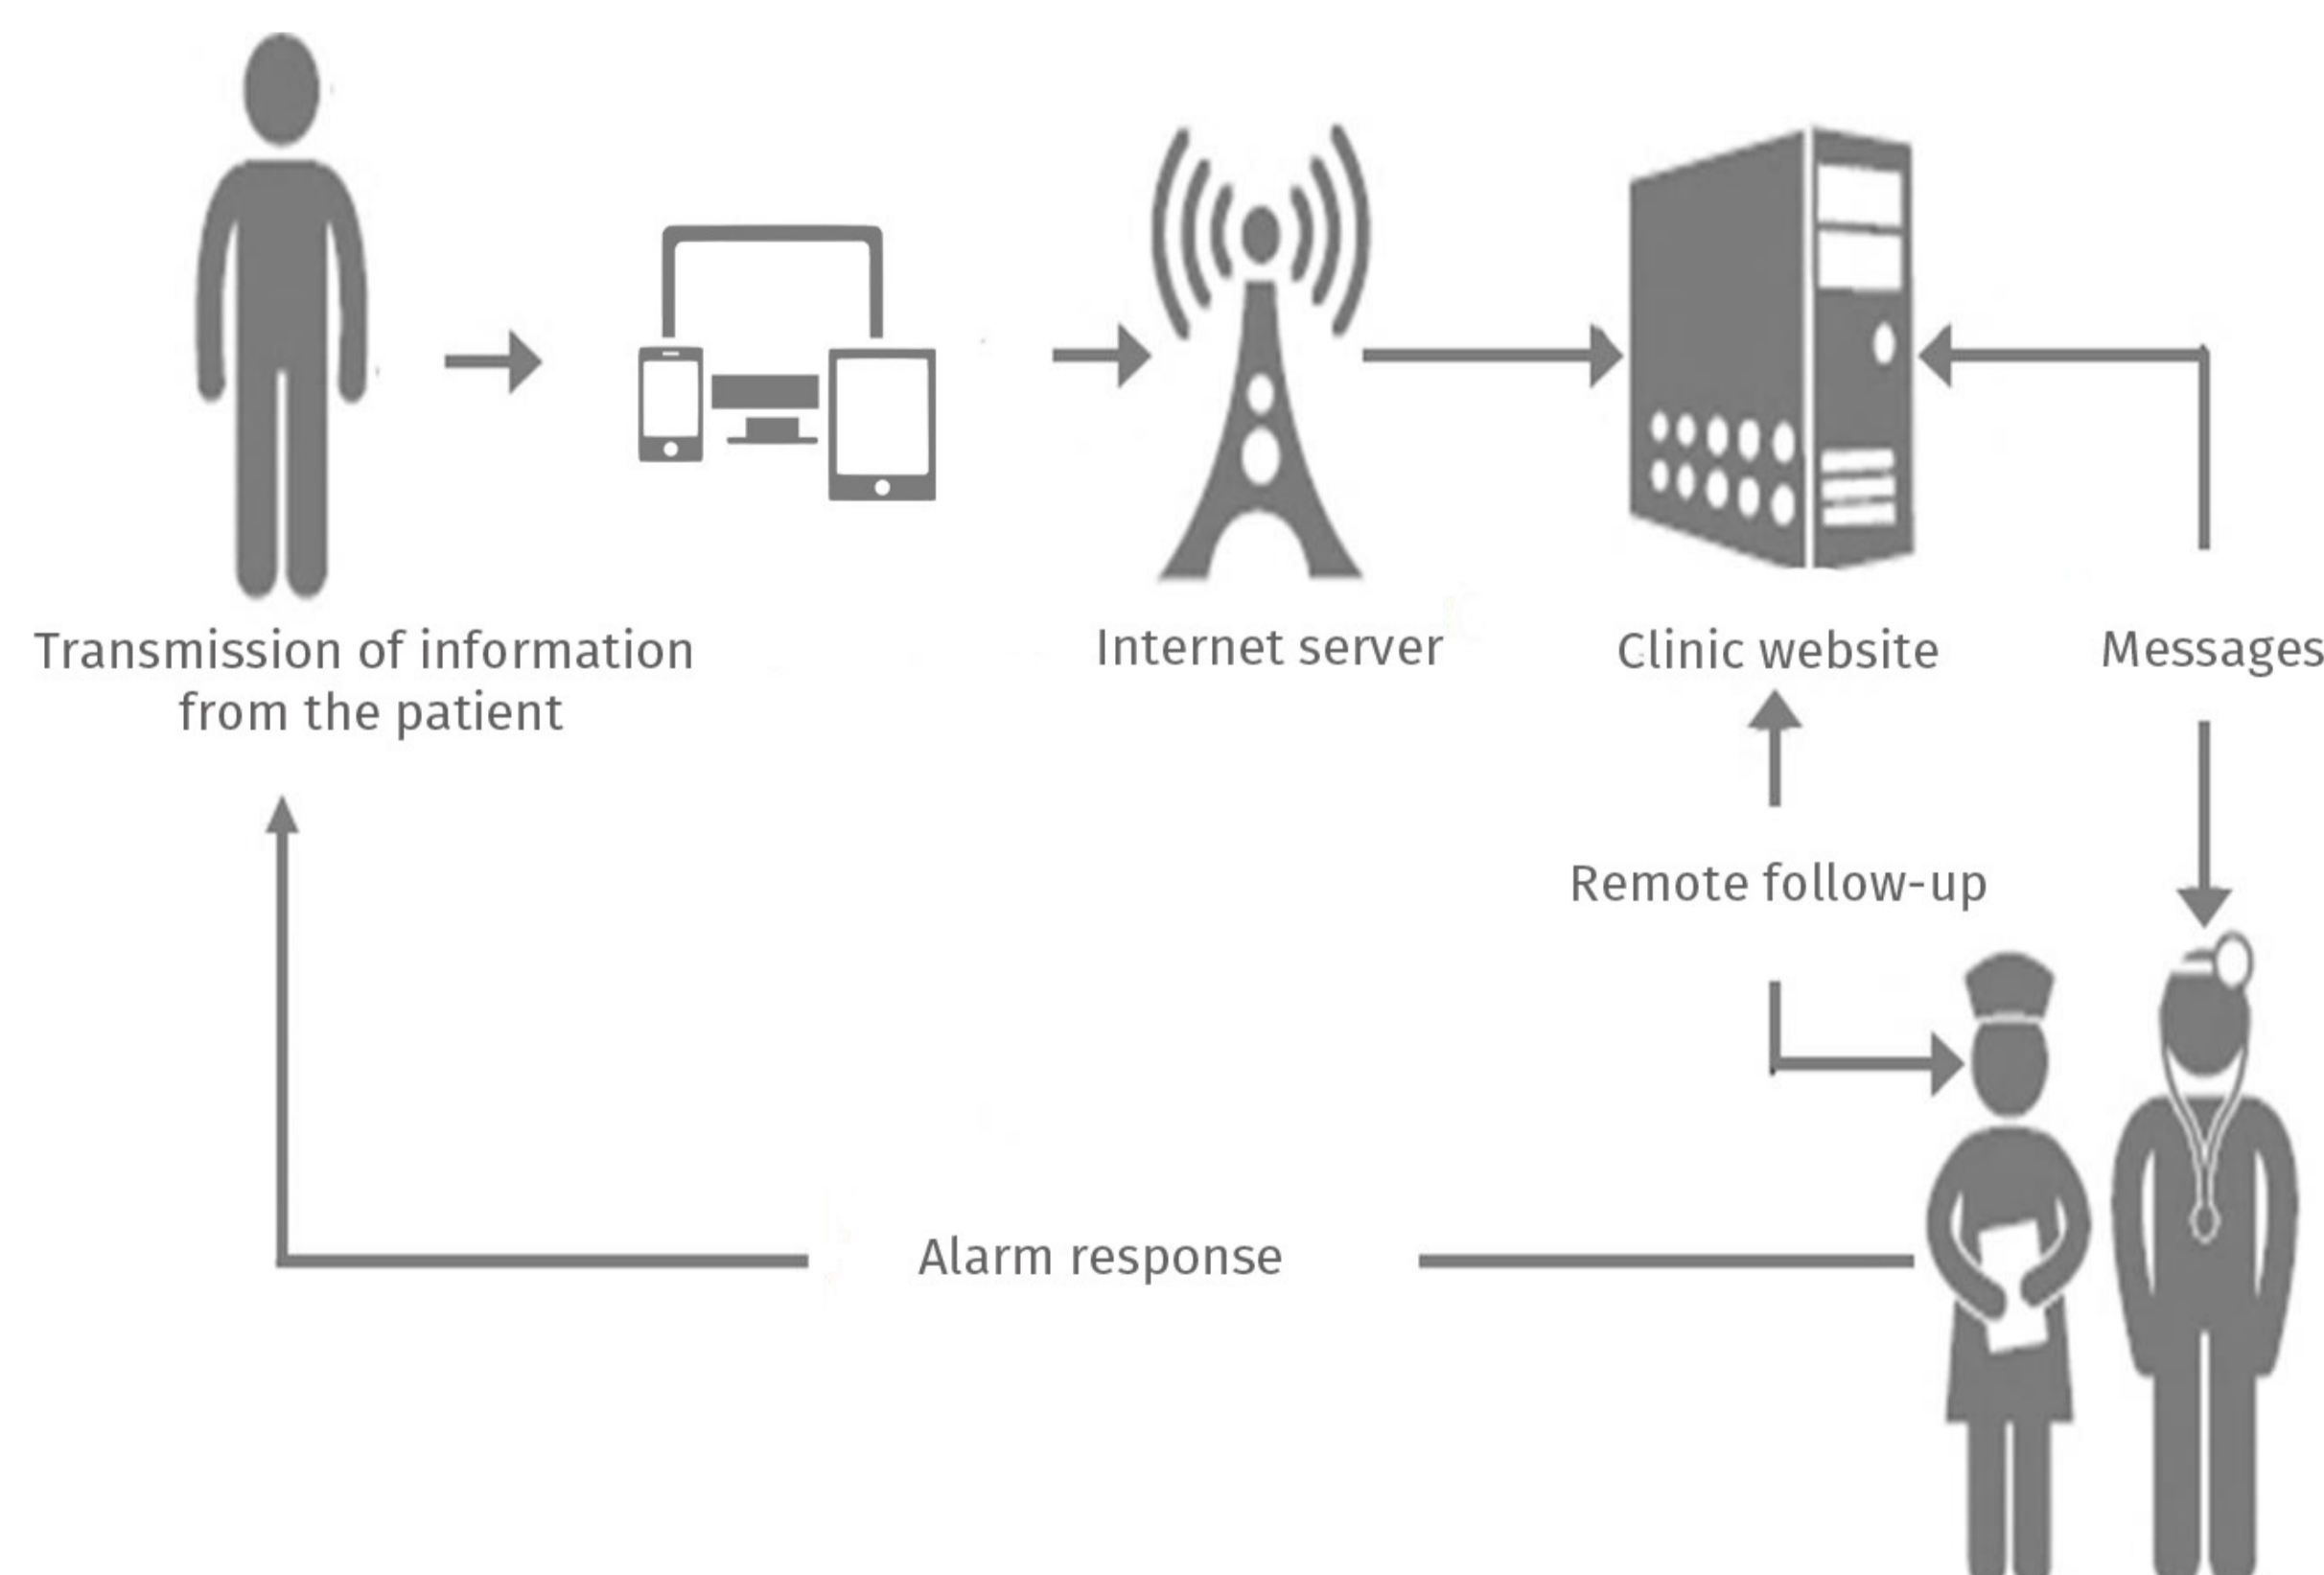 Transmission of information
from the patient
Internet server
Clinic website
Messages
Remote follow-up
Alarm response